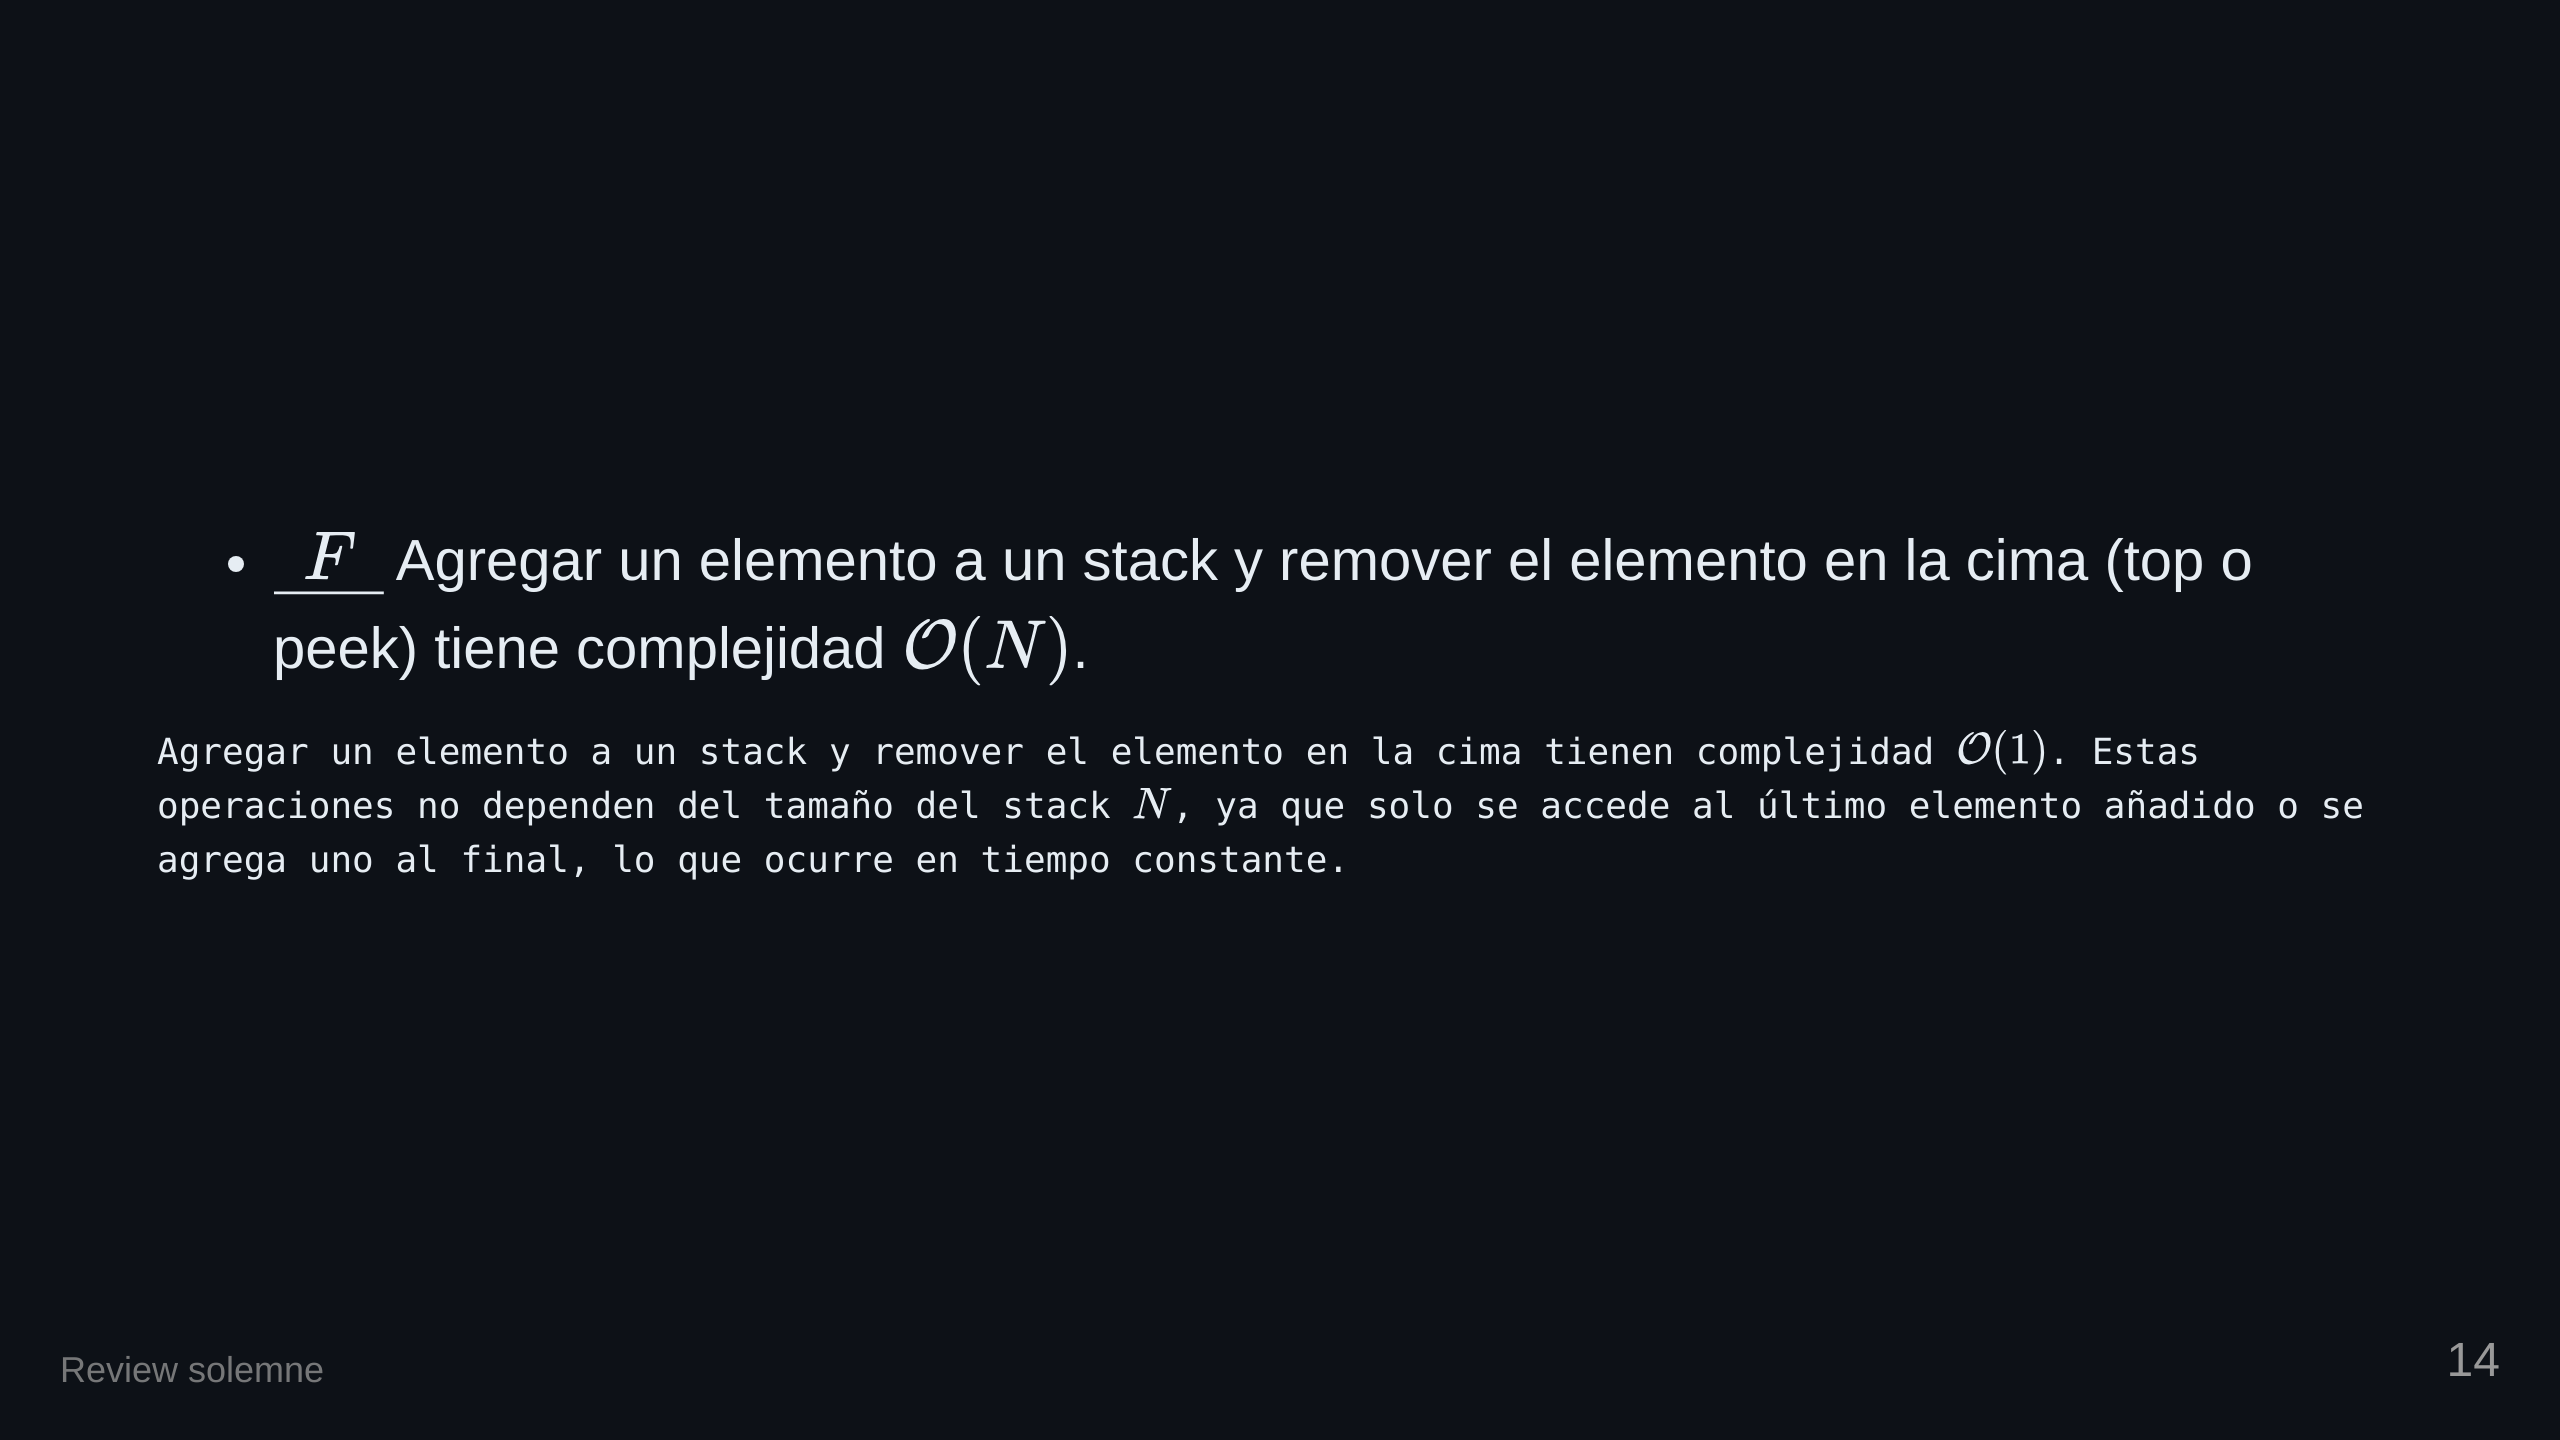 • F Agregar un elemento a un stack y remover el elemento en la cima (top o
peek) tiene complejidad 𝒪(N).
Agregar un elemento a un stack y remover el elemento en la cima tienen complejidad 𝒪(1). Estas
operaciones no dependen del tamaño del stack N, ya que solo se accede al último elemento añadido o se
agrega uno al final, lo que ocurre en tiempo constante.
Review solemne
14